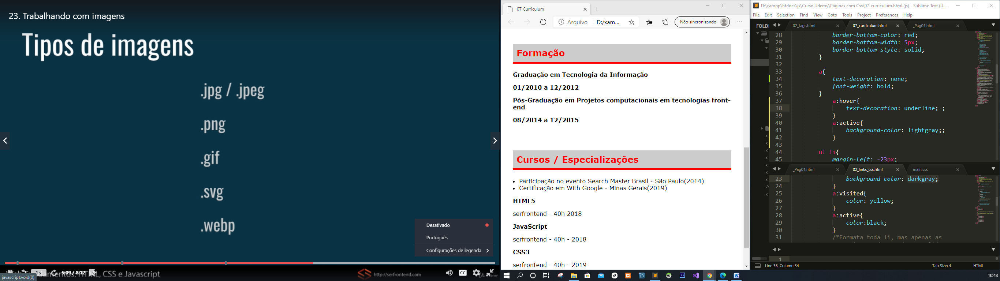 23. Trabalhando com imagens
Tipos de imagens
.jpg / .jpeg
.png
.gif
.svg
.webp
Desativado
Português
Configurações de legenda
5:09 / 8:12
HTML, CSS e Javascript
javascript:void(0)
http://serfrontend.com
CC
07 Curriculum
Arquivo
D:/xam...
Não sincronizando
Formação
Graduação em Tecnologia da Informação
01/2010 a 12/2012
Pós-Graduação em Projetos computacionais em tecnologias front-
end
08/2014 a 12/2015
Cursos / Especializações
Participação no evento Search Master Brasil - São Paulo(2014)
Certificação em With Google - Minas Gerais(2019)
HTML5
serfrontend - 40h 2018
JavaScript
serfrontend - 40h - 2018
CSS3
serfrontend - 40h - 2019
D:\xampp\htdocs\js\Curso Udemy\Páginas com Css\07_curriculum.html (js) - Sublime Text (U...
File Edit Selection Find View Goto Tools Project Preferences Help
FOLD
02_tags.html 07_curriculum.html _Pag01.html
28 border-bottom-color: red;
29 border-bottom-width: 5px;
30 border-bottom-style: solid;
31 }
32
33 a{
34 text-decoration: none;
35 font-weight: bold;
36 }
37 a:hover{
38 text-decoration: underline; ;
39 }
40 a:active{
41 background-color: lightgray;;
42 }
43
44 ul li{
45 margin-left: -23px;
_Pag01.html 02_links_css.html main.css
23 background-color: darkgray;
24 }
25 a:visited{
26 color: yellow;
27 }
28 a:active{
29 color:black;
30 }
31 /*Formata toda li, mas apenas as
1
Line 38, Column 34
Tab Size: 4
HTML
10:48